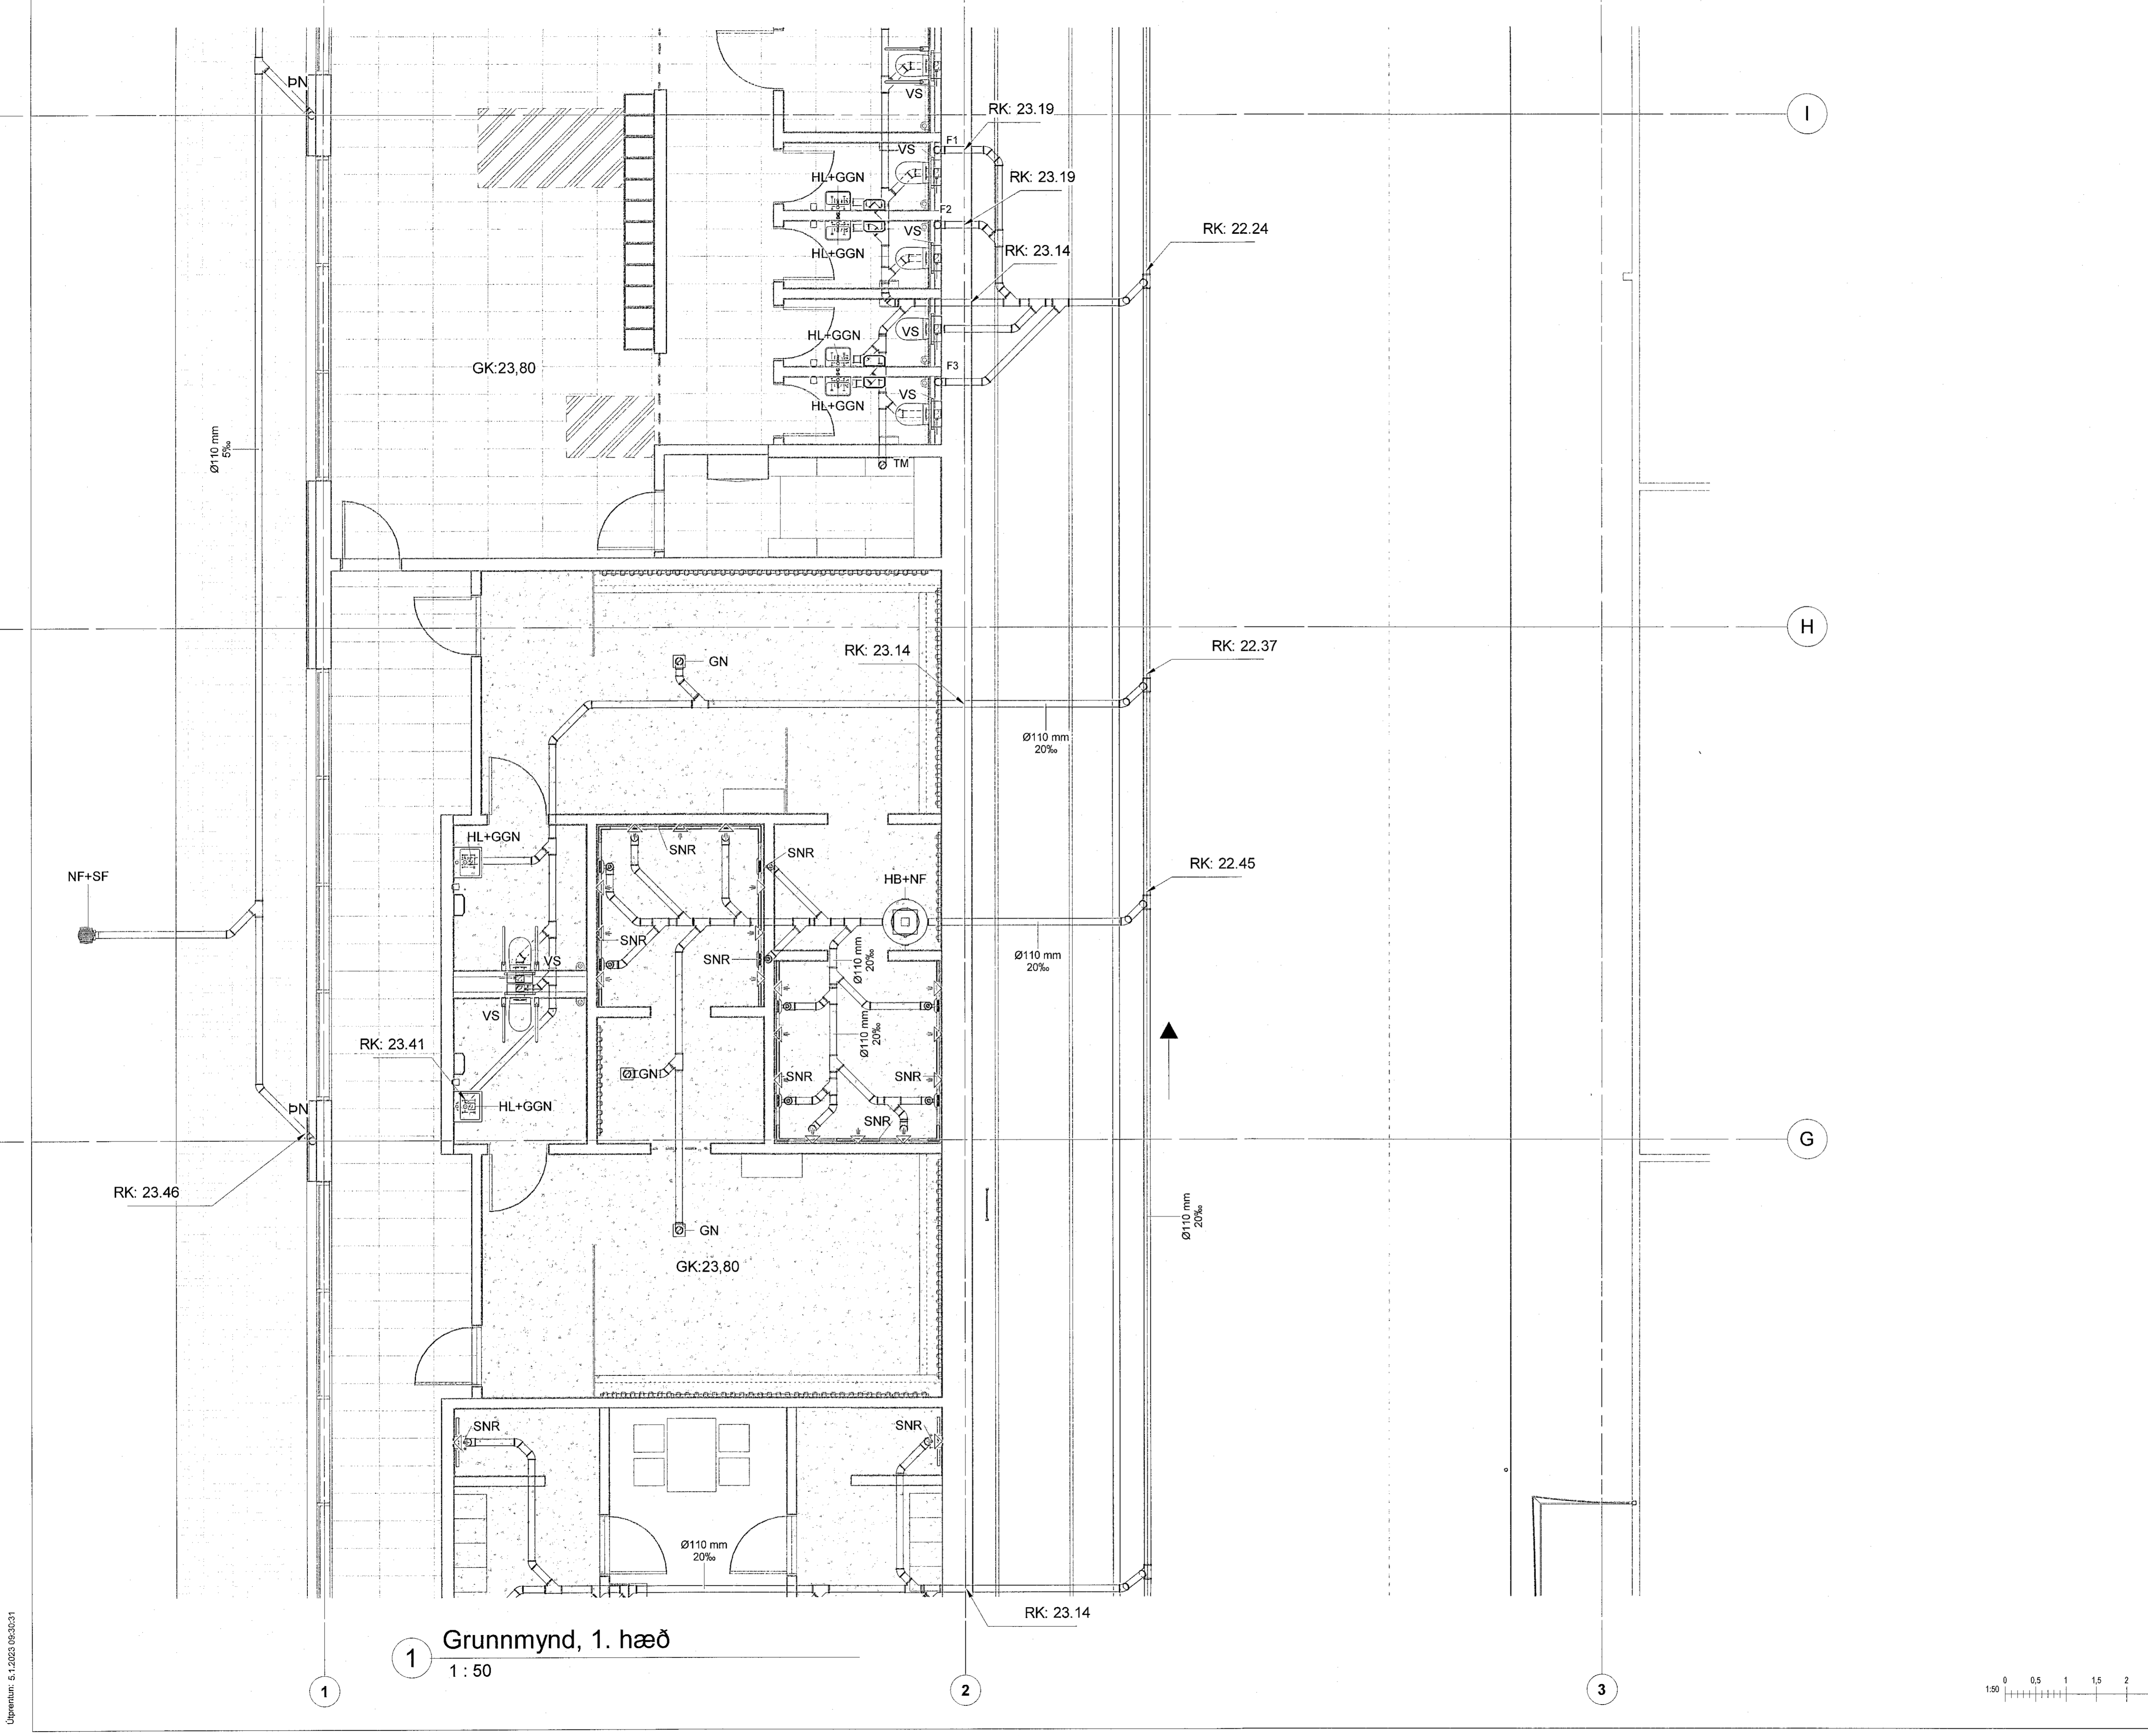 ÞN
VS
RK: 23.19
I
F1
VS
HL+GGN
RK: 23.19
F2
VS
RK: 22.24
HL+GGN
RK: 23.14
HL+GGN
VS
GK:23,80
F3
VS
HL+GGN
Ø110 mm
5‰
TM
H
RK: 23.14
RK: 22.37
GN
Ø110 mm
20‰
HL+GGN
SNR
SNR
RK: 22.45
NF+SF
HB+NF
SNR
SNR
VS
Ø110 mm
20‰
Ø110 mm
20‰
VS
Ø110 mm
20‰
RK: 23.41
GN
SNR
SNR
ÞN
HL+GGN
SNR
G
RK: 23.46
Ø110 mm
20‰
GN
GK:23,80
SNR
SNR
Ø110 mm
20‰
RK: 23.14
1
Grunnmynd, 1. hæð
1 : 50
1
2
3
1:50
0
0,5
1
1,5
2
Útprentun: 5.1.2023 09:30:31